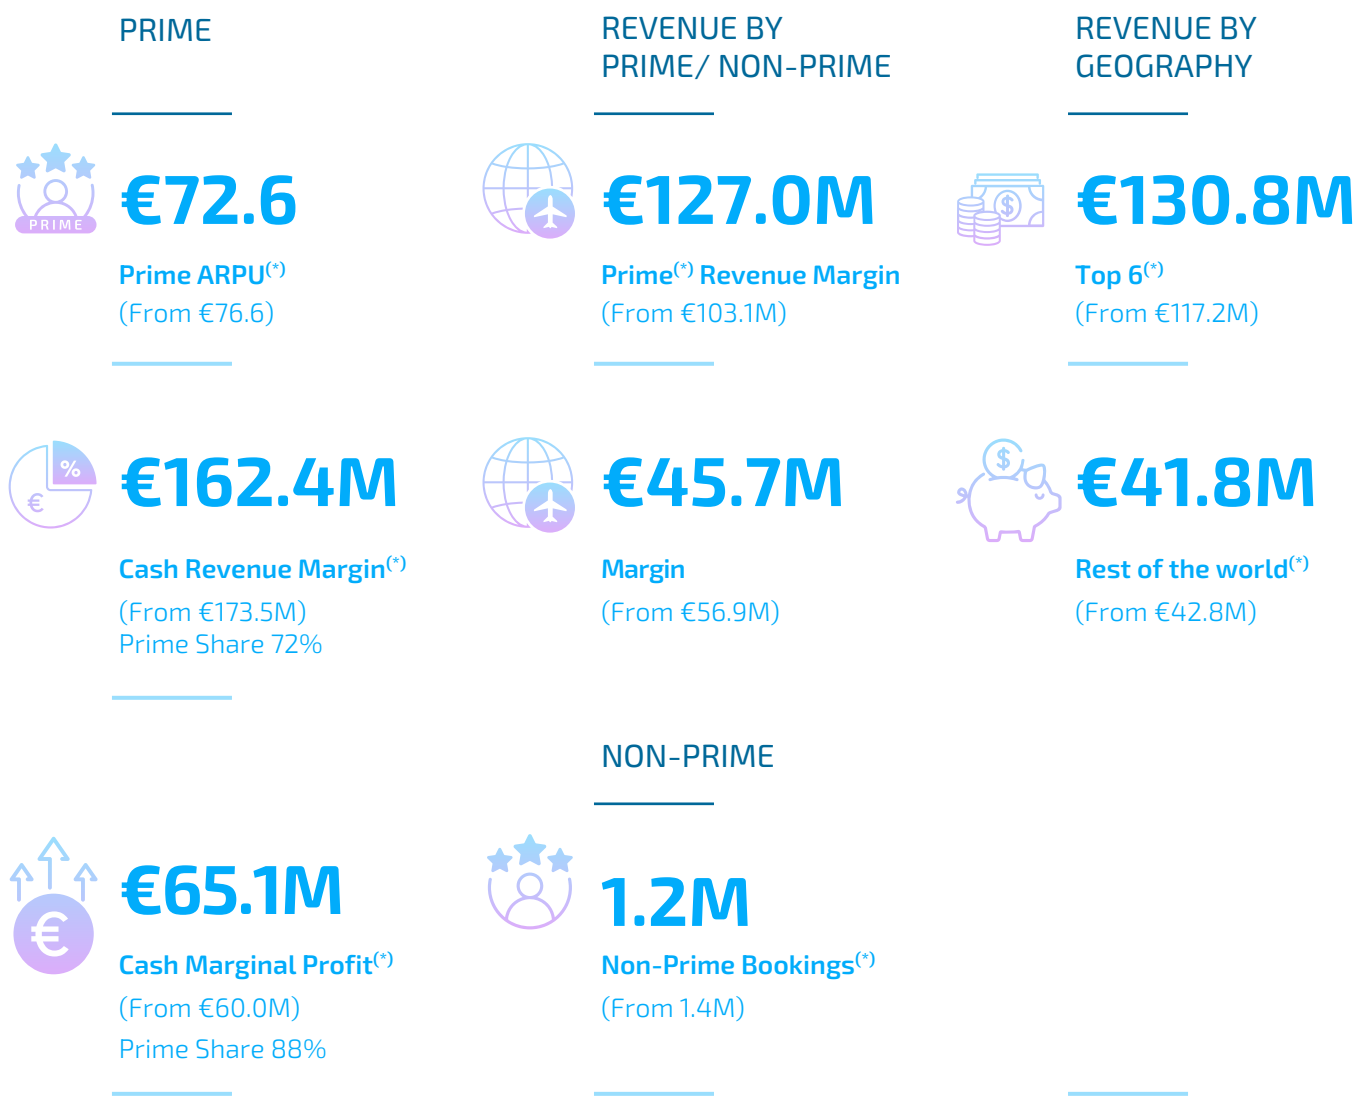 PRIME
PRIME
€72.6
Prime ARPU(*)
(From €76.6)
%
€
€162.4M
Cash Revenue Margin(*)
(From €173.5M)
Prime Share 72%
€
€65.1M
Cash Marginal Profit(*)
(From €60.0M)
Prime Share 88%
REVENUE BY
PRIME/ NON-PRIME
€127.0M
Prime(*) Revenue Margin
(From €103.1M)
€45.7M
Margin
(From €56.9M)
NON-PRIME
1.2M
Non-Prime Bookings(*)
(From 1.4M)
REVENUE BY
GEOGRAPHY
$
€130.8M
Top 6(*)
(From €117.2M)
$
€41.8M
Rest of the world(*)
(From €42.8M)